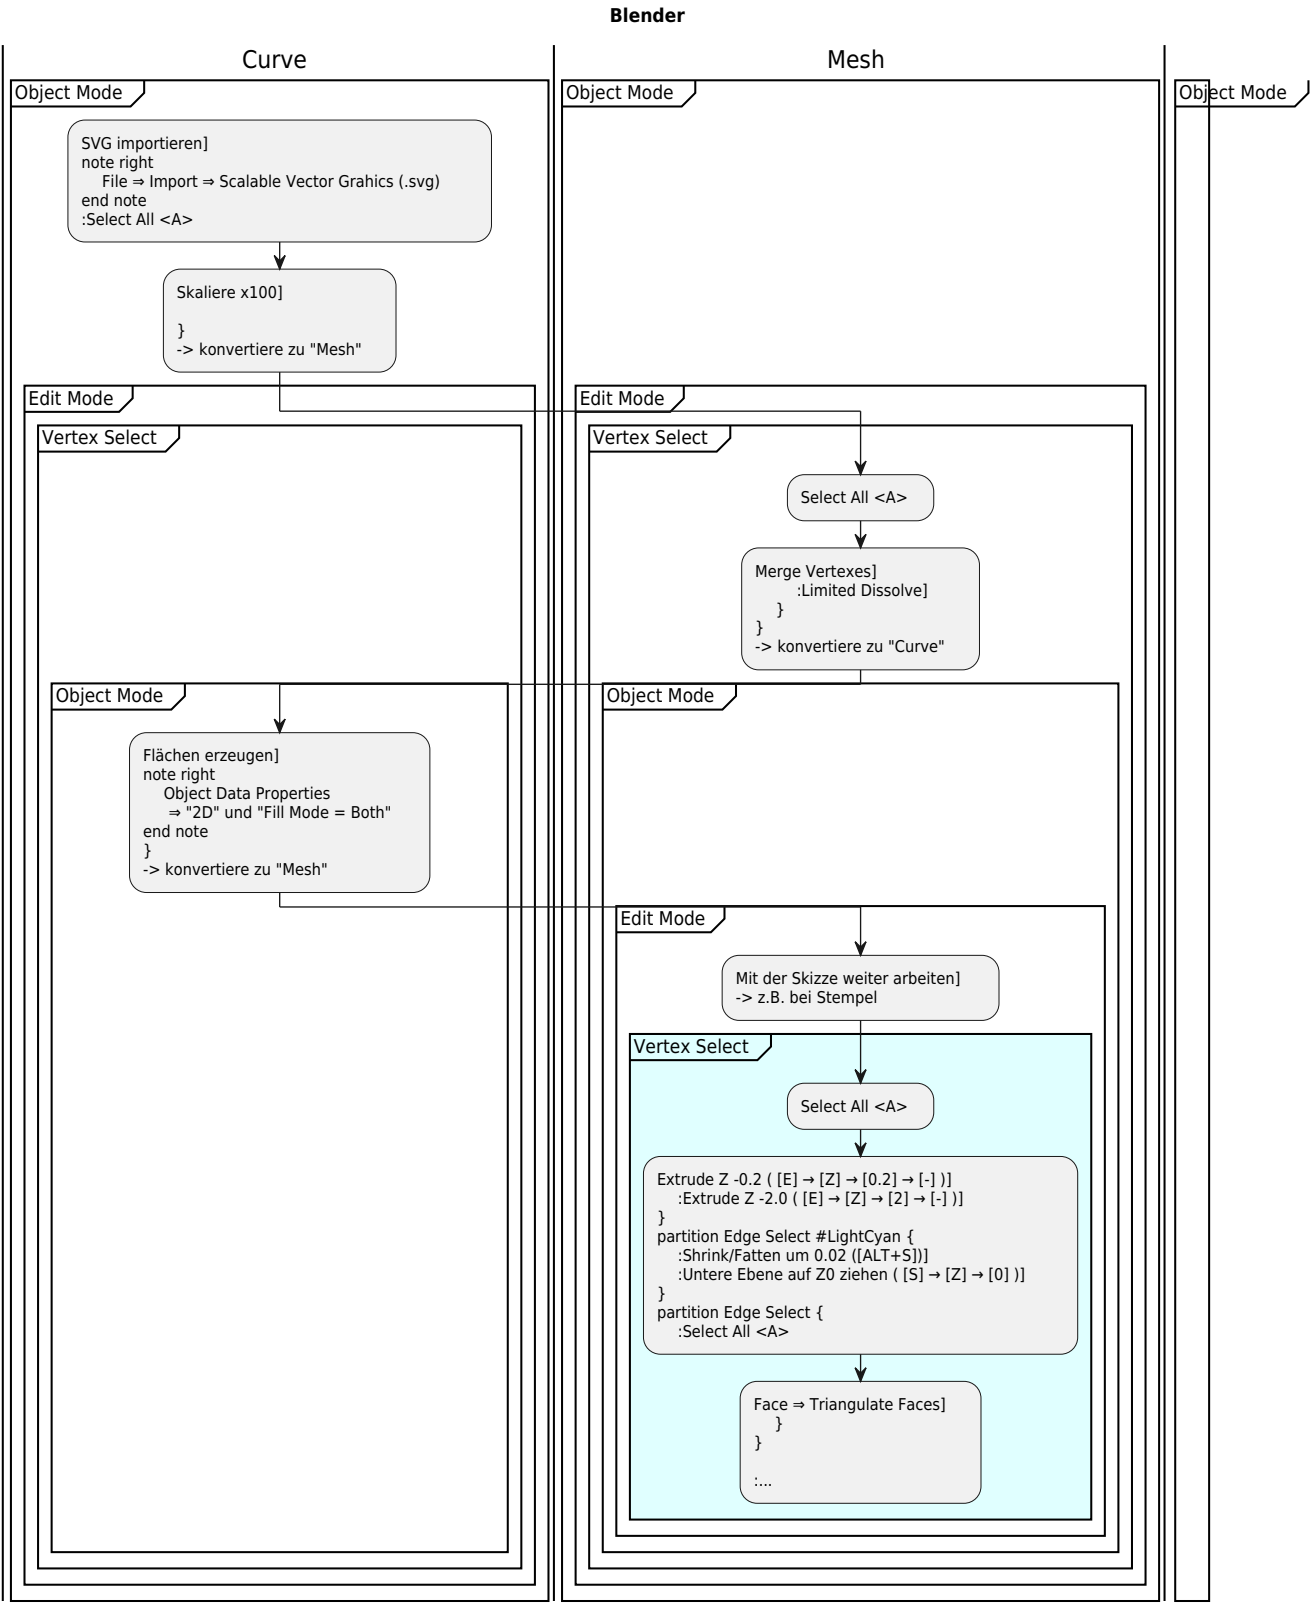 Blender
Curve
Mesh
Object Mode
Object Mode
Object Mode
SVG importieren]
note right
File ⇒ Import ⇒ Scalable Vector Grahics (.svg)
end note
:Select All <A>
Skaliere x100]
}
-> konvertiere zu "Mesh"
Edit Mode
Edit Mode
Vertex Select
Vertex Select
Select All <A>
Merge Vertexes]
:Limited Dissolve]
}
}
-> konvertiere zu "Curve"
Object Mode
Object Mode
Flächen erzeugen]
note right
Object Data Properties
⇒ "2D" und "Fill Mode = Both"
end note
}
-> konvertiere zu "Mesh"
Edit Mode
Mit der Skizze weiter arbeiten]
-> z.B. bei Stempel
Vertex Select
Select All <A>
Extrude Z -0.2 ( [E] → [Z] → [0.2] → [-] )]
:Extrude Z -2.0 ( [E] → [Z] → [2] → [-] )]
}
partition Edge Select #LightCyan {
:Shrink/Fatten um 0.02 ([ALT+S])]
:Untere Ebene auf Z0 ziehen ( [S] → [Z] → [0] )]
}
partition Edge Select {
:Select All <A>
Face ⇒ Triangulate Faces]
}
}
:...